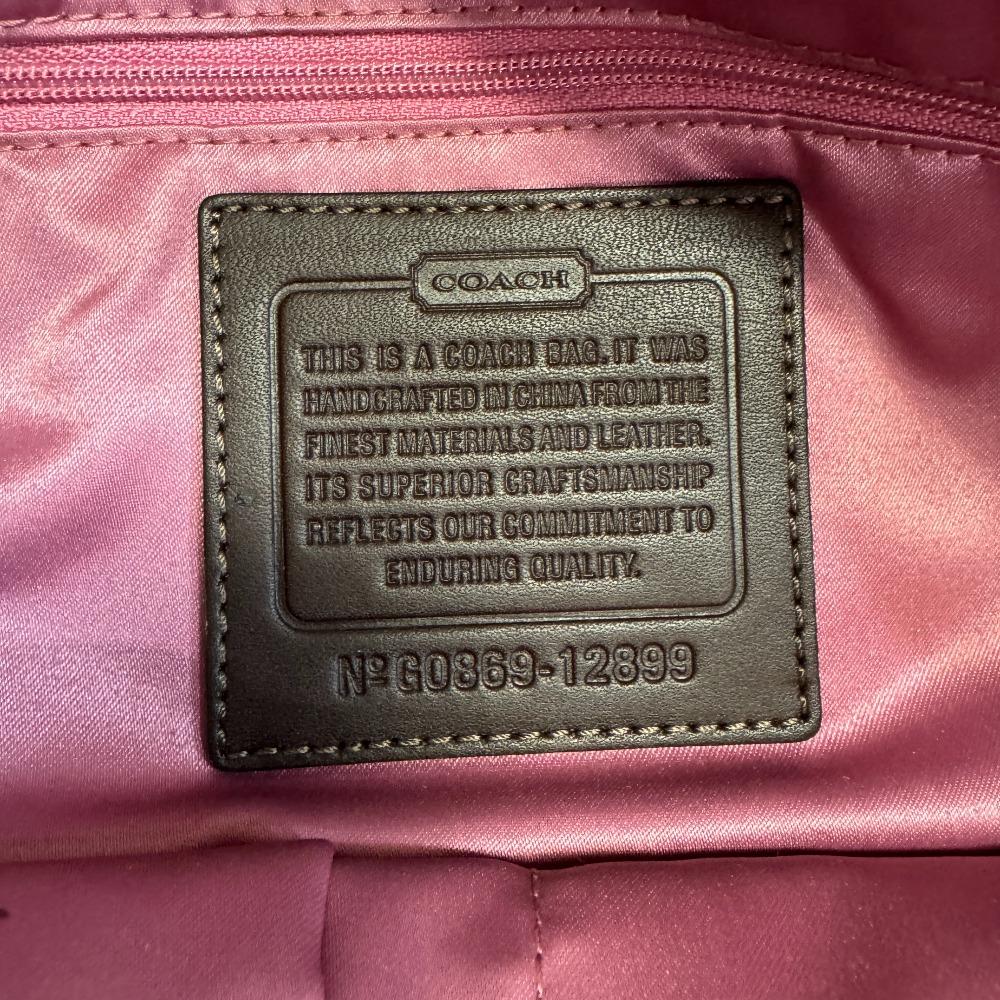 COACH
THIS IS A COACH BAG. IT WAS
HANDCRAFTED IN CHINA FROM THE
FINEST MATERIALS AND LEATHER.
ITS SUPERIOR CRAFTSMANSHIP
REFLECTS OUR COMMITMENT TO
ENDURING QUALITY.
Nº G0869-12899